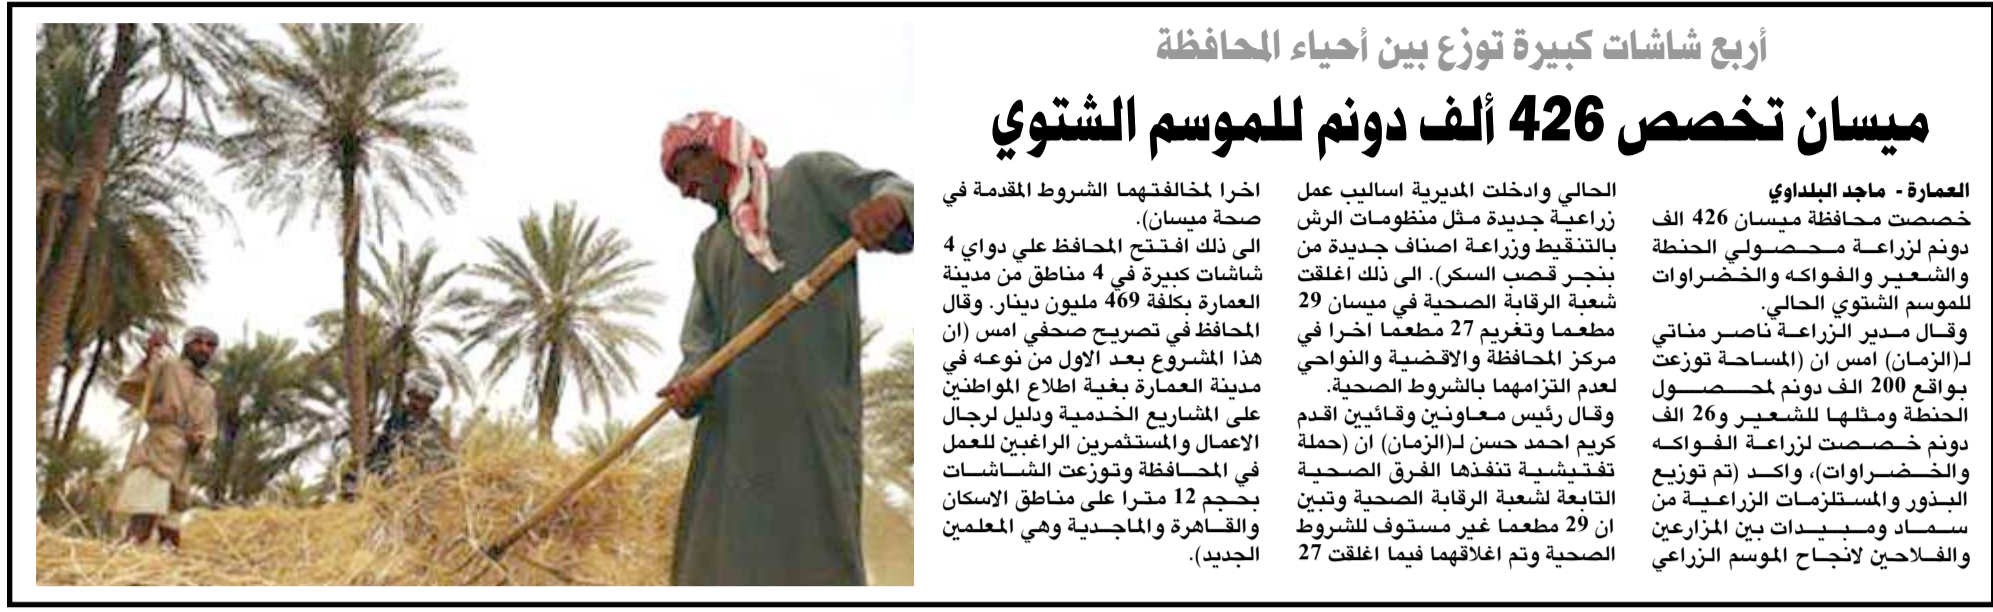 أربع شاشات كبيرة توزع بين أحياء المحافظة
ميسان تخصص 426 ألف دونم للموسم الشتوي
العمارة - ماجد البلداوي
خصصت محافظة ميسان 426 الف
دونم لزراعة محصولي الحنطة
والشعير والفواكه والخضراوات
للموسم الشتوي الحالي.
وقال مدير الزراعة ناصر مناتي
لـ(الزمان) امس ان (المساحة توزعت
بواقع 200 الف دونم لمحصول
الحنطة ومثلها للشعير و26 الف
دونم خصصت لزراعة الفواكه
والخضراوات)، واكد (تم توزيع
البذور والمستلزمات الزراعية من
سماد ومبيدات بين المزارعين
والفلاحين لانجاح الموسم الزراعي
الحالي وادخلت المديرية اساليب عمل
زراعية جديدة مثل منظومات الرش
بالتنقيط وزراعة اصناف جديدة من
بنجر قصب السكر). الى ذلك اغلقت
شعبة الرقابة الصحية في ميسان 29
مطعما وتغريم 27 مطعما اخرا في
مركز المحافظة والاقضية والنواحي
لعدم التزامهما بالشروط الصحية.
وقال رئيس معاونين وقائيين اقدم
كريم احمد حسن لـ(الزمان) ان (حملة
تفتيشية تنفذها الفرق الصحية
التابعة لشعبة الرقابة الصحية وتبين
ان 29 مطعما غير مستوف للشروط
الصحية وتم اغلاقهما فيما اغلقت 27
اخرا لمخالفتهما الشروط المقدمة في
صحة ميسان).
الى ذلك افتتح المحافظ علي دواي 4
شاشات كبيرة في 4 مناطق من مدينة
العمارة بكلفة 469 مليون دينار. وقال
المحافظ في تصريح صحفي امس (ان
هذا المشروع بعد الاول من نوعه في
مدينة العمارة بغية اطلاع المواطنين
على المشاريع الخدمية ودليل لرجال
الاعمال والمستثمرين الراغبين للعمل
في المحافظة وتوزعت الشاشات
بحجم 12 مترا على مناطق الاسكان
والقاهرة والماجدية وهي المعلمين
الجديد).